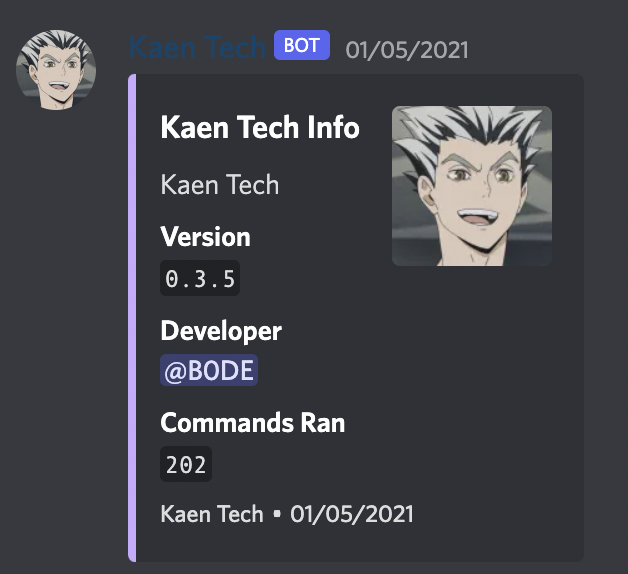 Kaen Tech BOT 01/05/2021
Kaen Tech Info
Kaen Tech
Version
0.3.5
Developer
@B0DE
Commands Ran
202
Kaen Tech • 01/05/2021